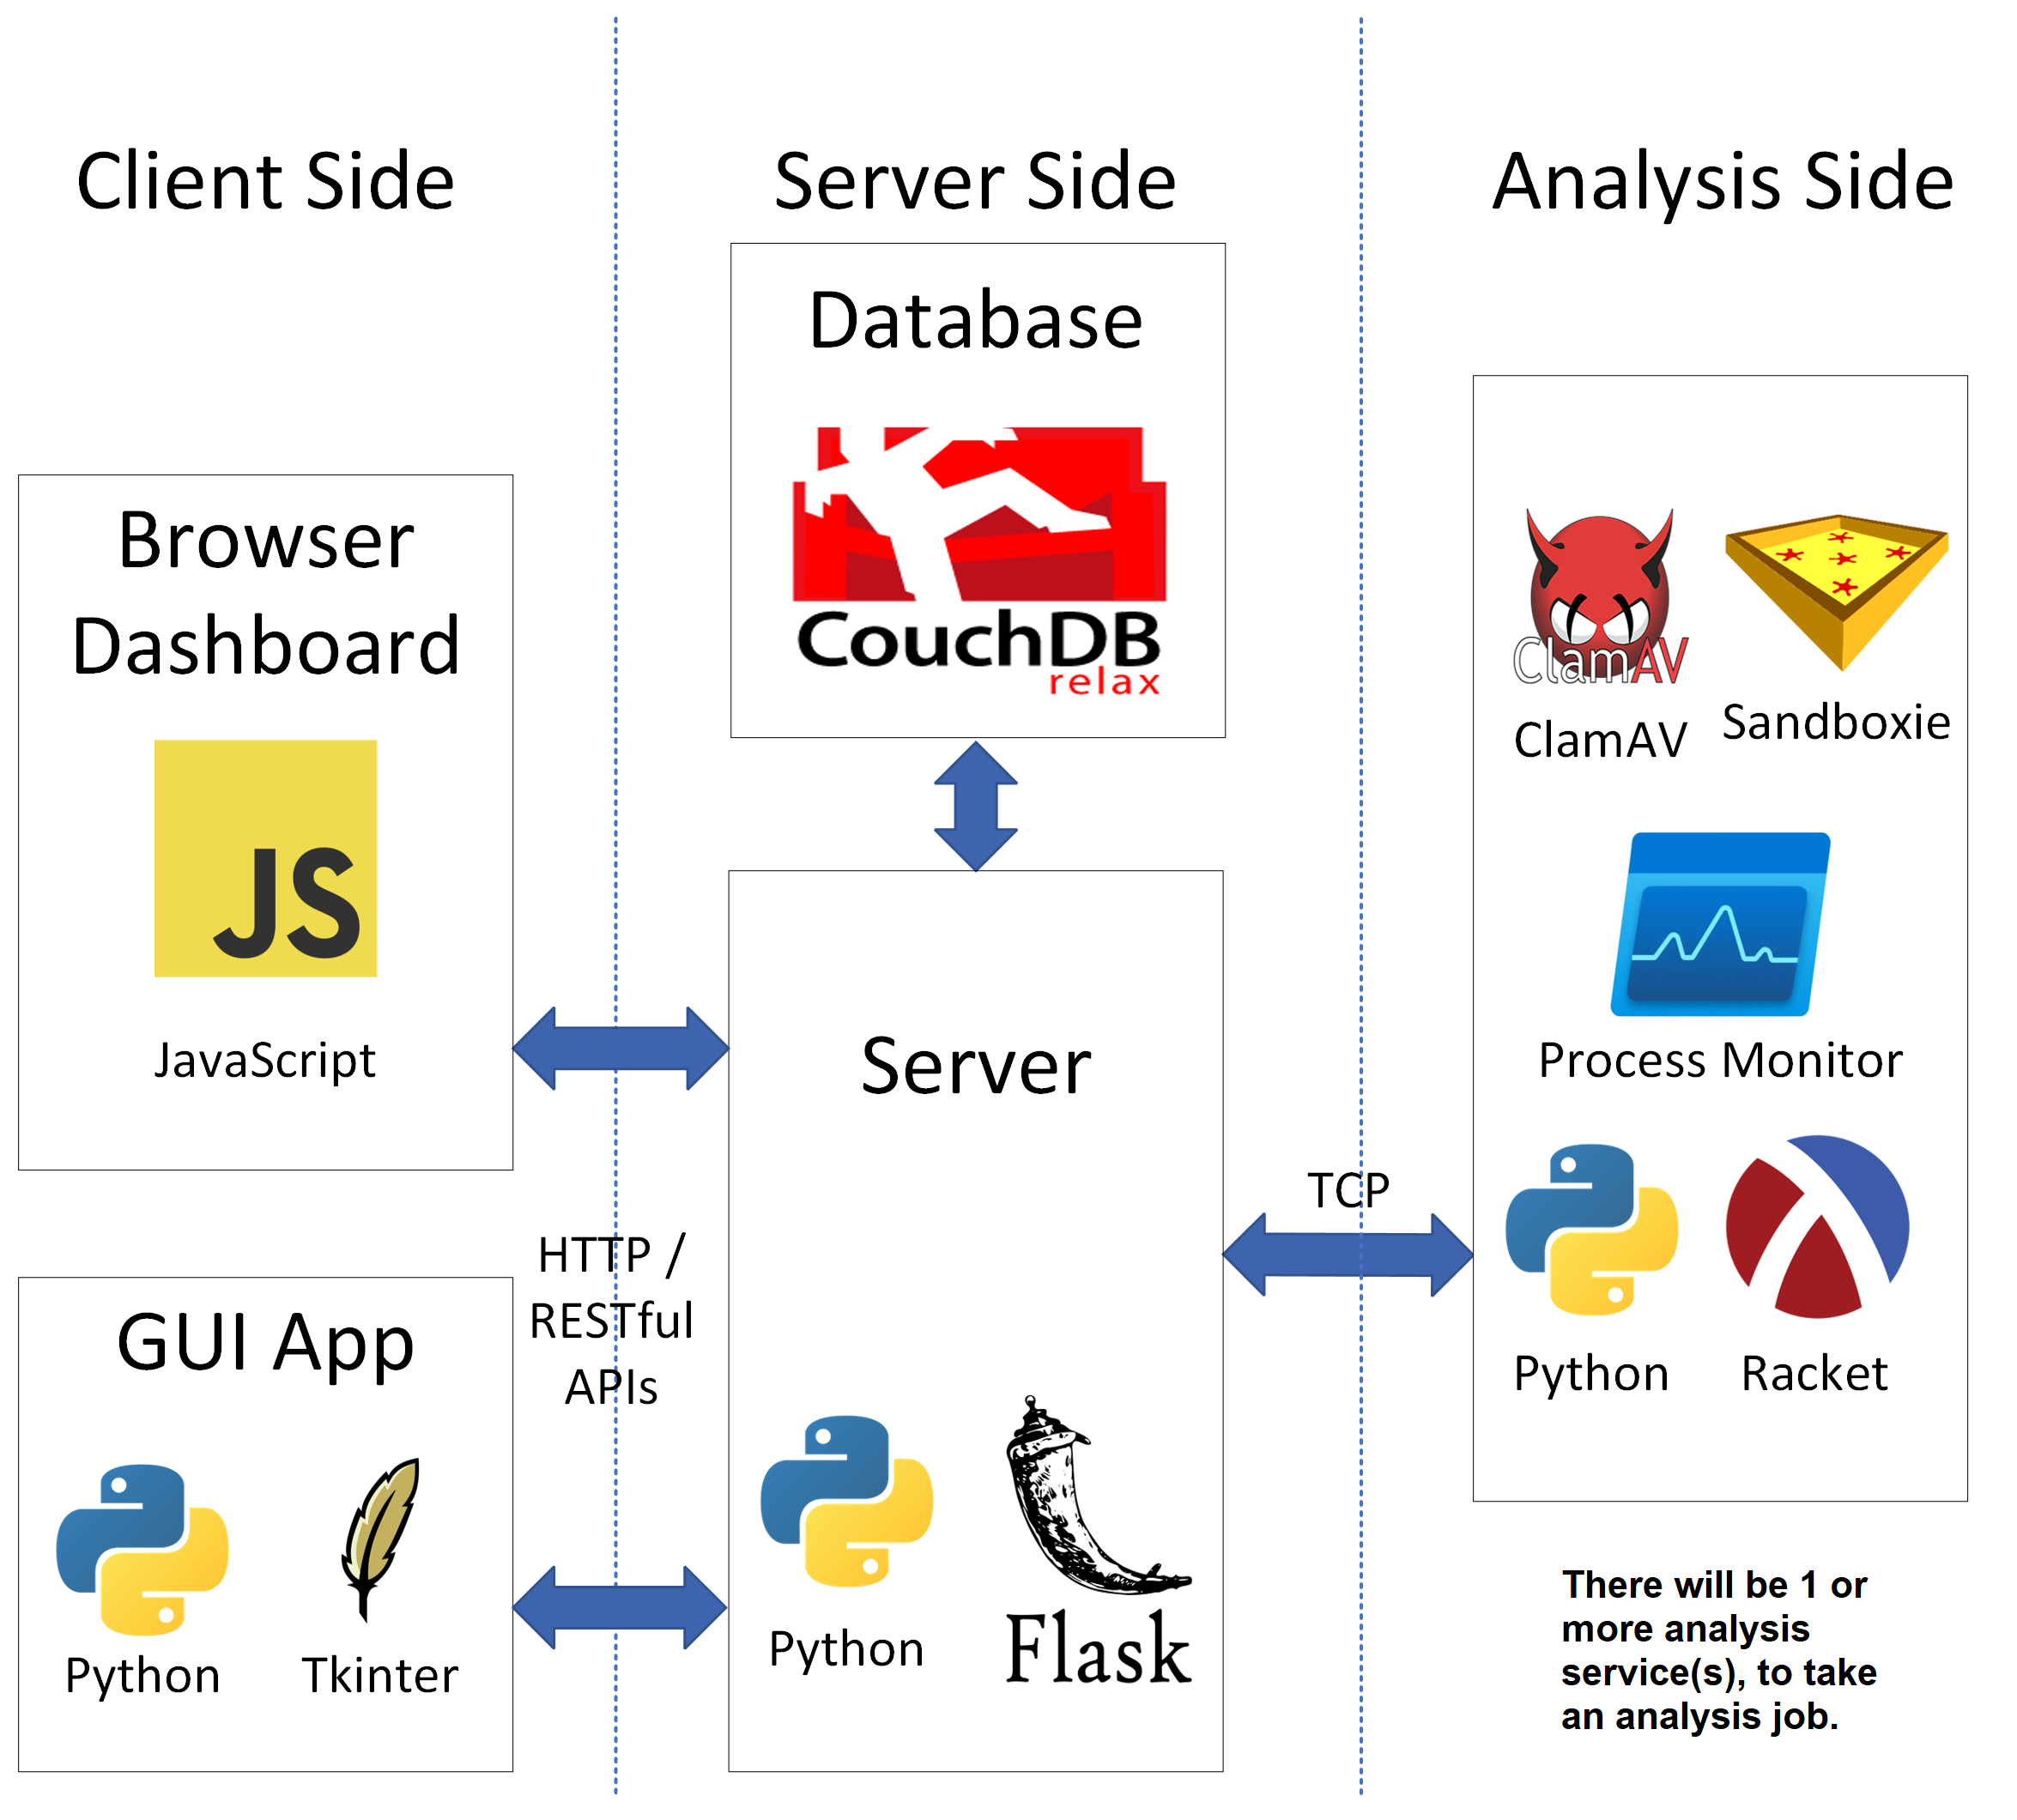 Client Side
Server Side
Analysis Side
Browser
Dashboard
JS
JavaScript
GUI App
Python
Tkinter
HTTP /
RESTful
APIs
Database
CouchDB
relax
Server
Python
Flask
TCP
ClamAV
ClamAV
Sandboxie
Process Monitor
Python
Racket
There will be 1 or
more analysis
service(s), to take
an analysis job.